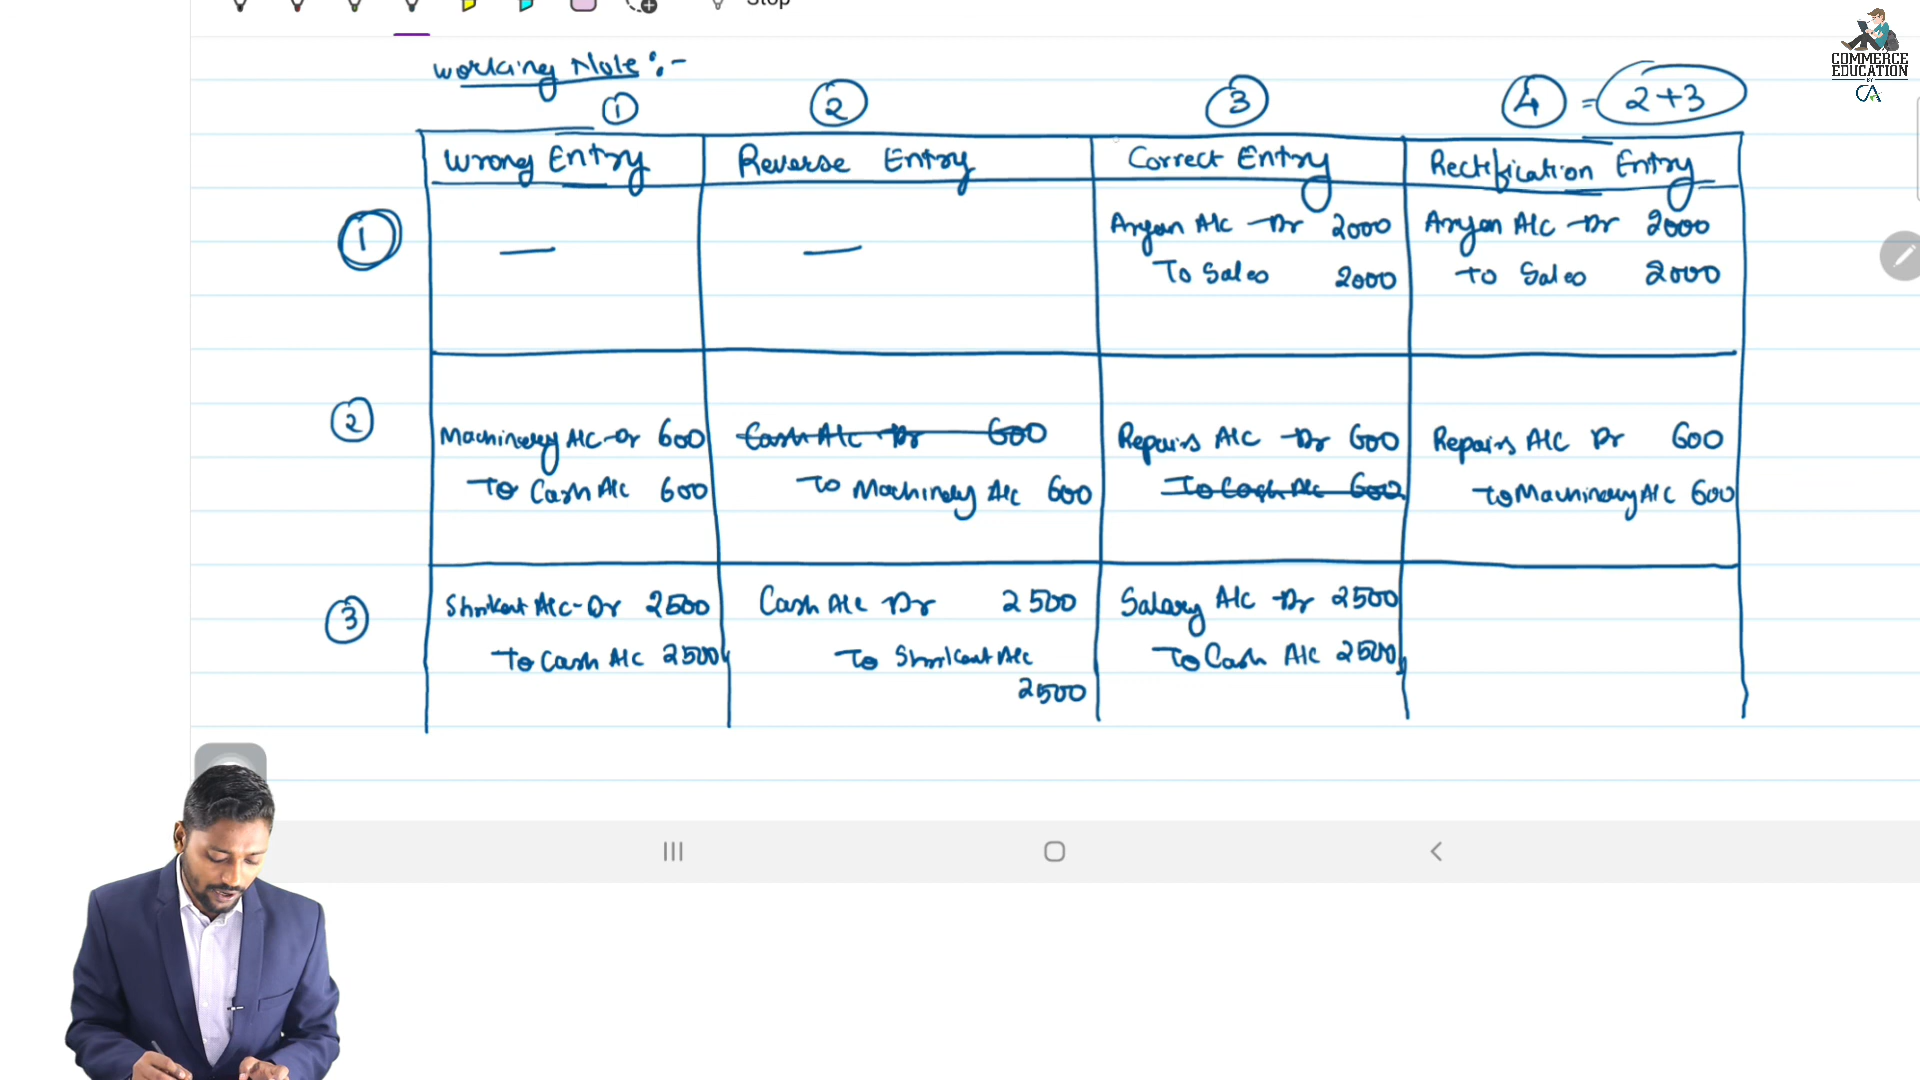 Stop
COMMERCE
EDUCATION
BY
CA
Working Note :-
① ② ③ ④ = 2+3
Wrong Entry Reverse Entry Correct Entry Rectification Entry
① — — Aryan A/c Dr 2000 Aryan A/c Dr 2000
To Sales 2000 To Sales 2000
② Machinery A/c Dr 600 Cash A/c Dr 600 Repairs A/c Dr 600 Repairs A/c Dr 600
To Cash A/c 600 To Machinery A/c 600 To Cash A/c 600 To Machinery A/c 600
③ Shrikant A/c Dr 2500 Cash A/c Dr 2500 Salary A/c Dr 2500
To Cash A/c 2500 To Shrikant A/c To Cash A/c 2500
2500